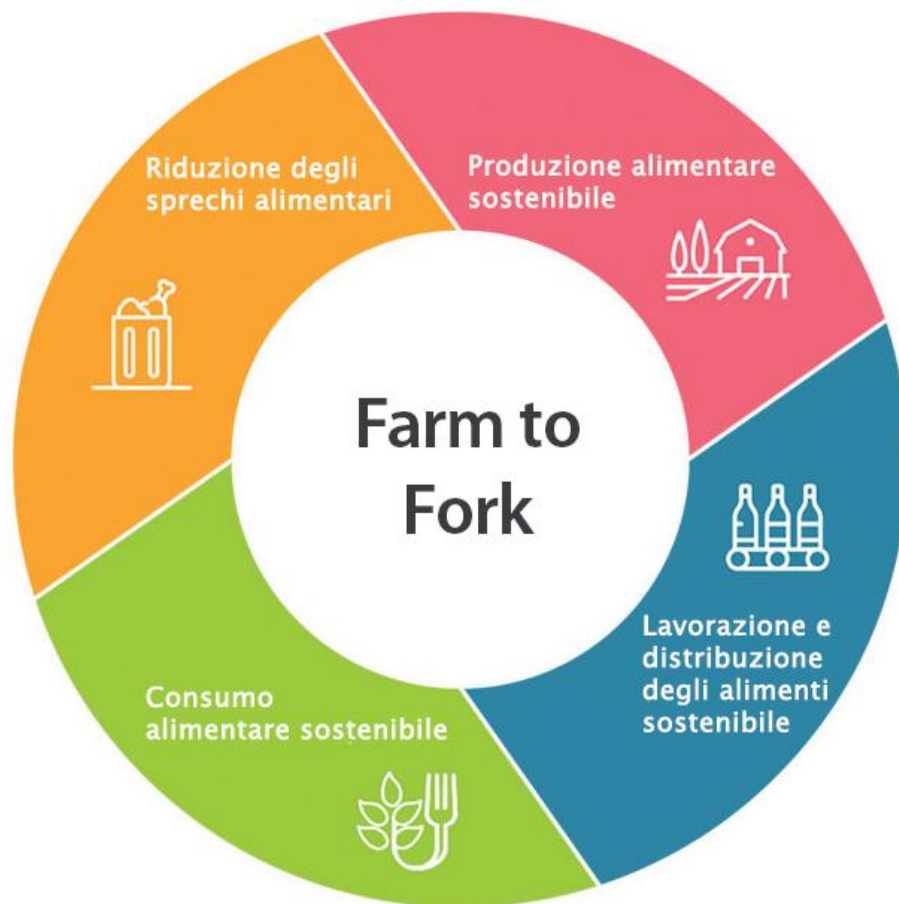 Riduzione degli
sprechi alimentari
Produzione alimentare
sostenibile
Farm to
Fork
Lavorazione e
distribuzione
degli alimenti
sostenibile
Consumo
alimentare sostenibile